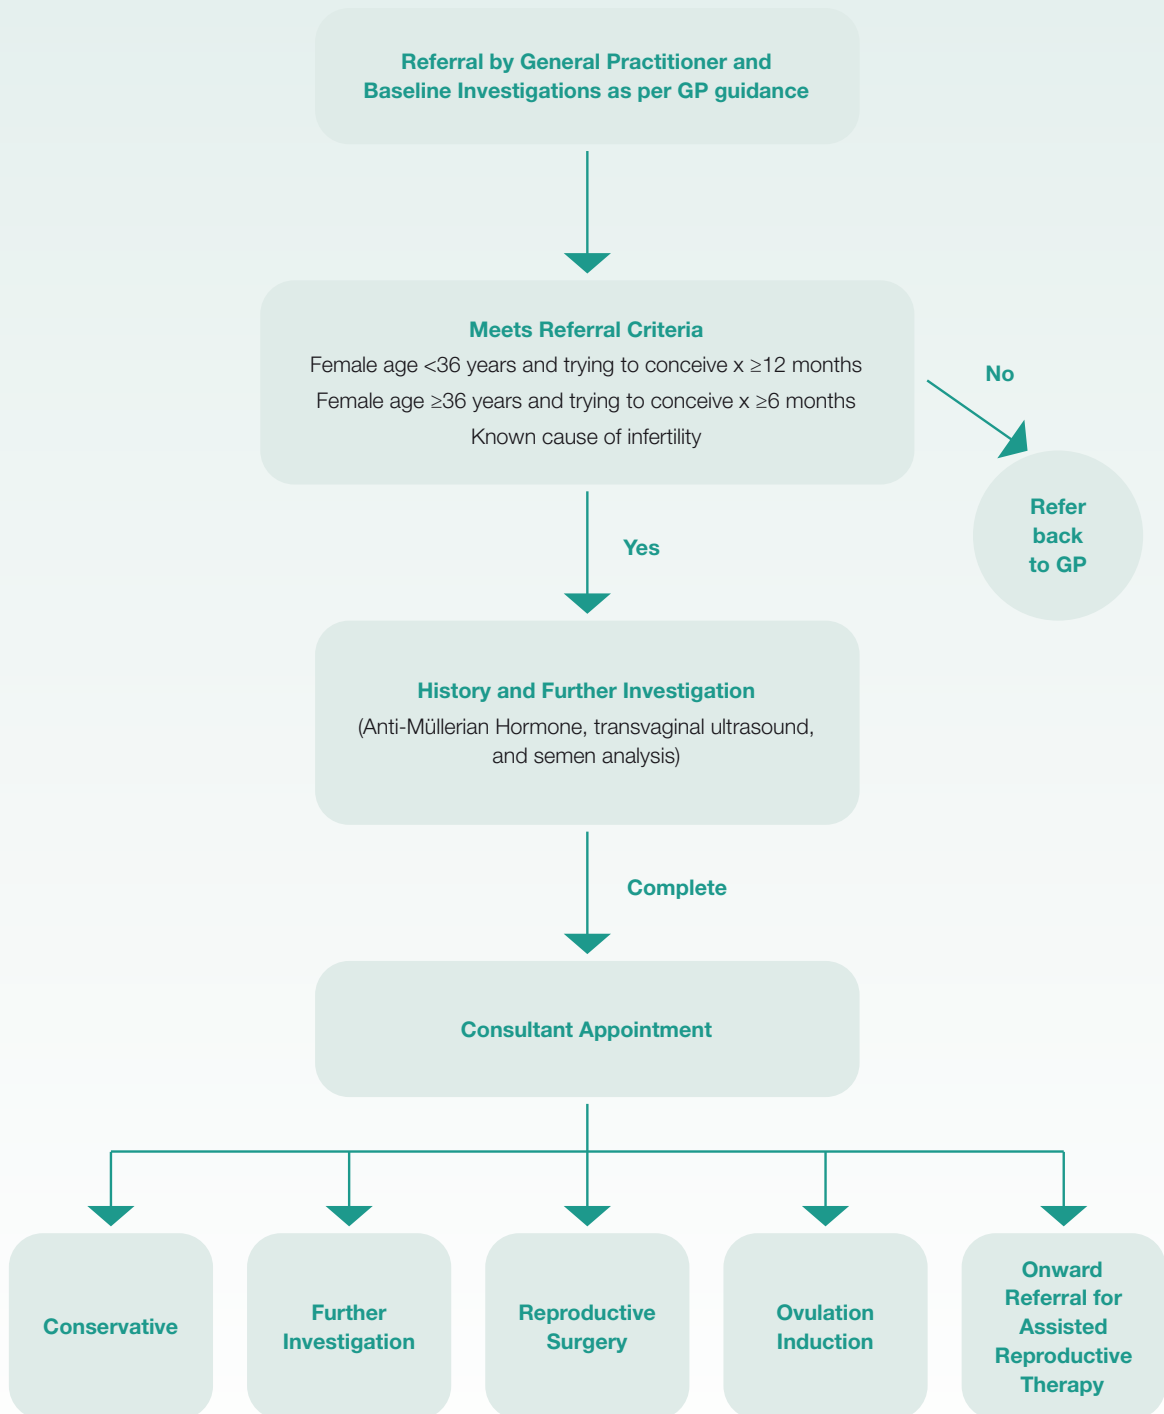 Referral by General Practitioner and
Baseline Investigations as per GP guidance
Meets Referral Criteria
Female age <36 years and trying to conceive x ≥12 months
Female age ≥36 years and trying to conceive x ≥6 months
Known cause of infertility
No
Refer
back
to GP
Yes
History and Further Investigation
(Anti-Müllerian Hormone, transvaginal ultrasound,
and semen analysis)
Complete
Consultant Appointment
Conservative
Further
Investigation
Reproductive
Surgery
Ovulation
Induction
Onward
Referral for
Assisted
Reproductive
Therapy